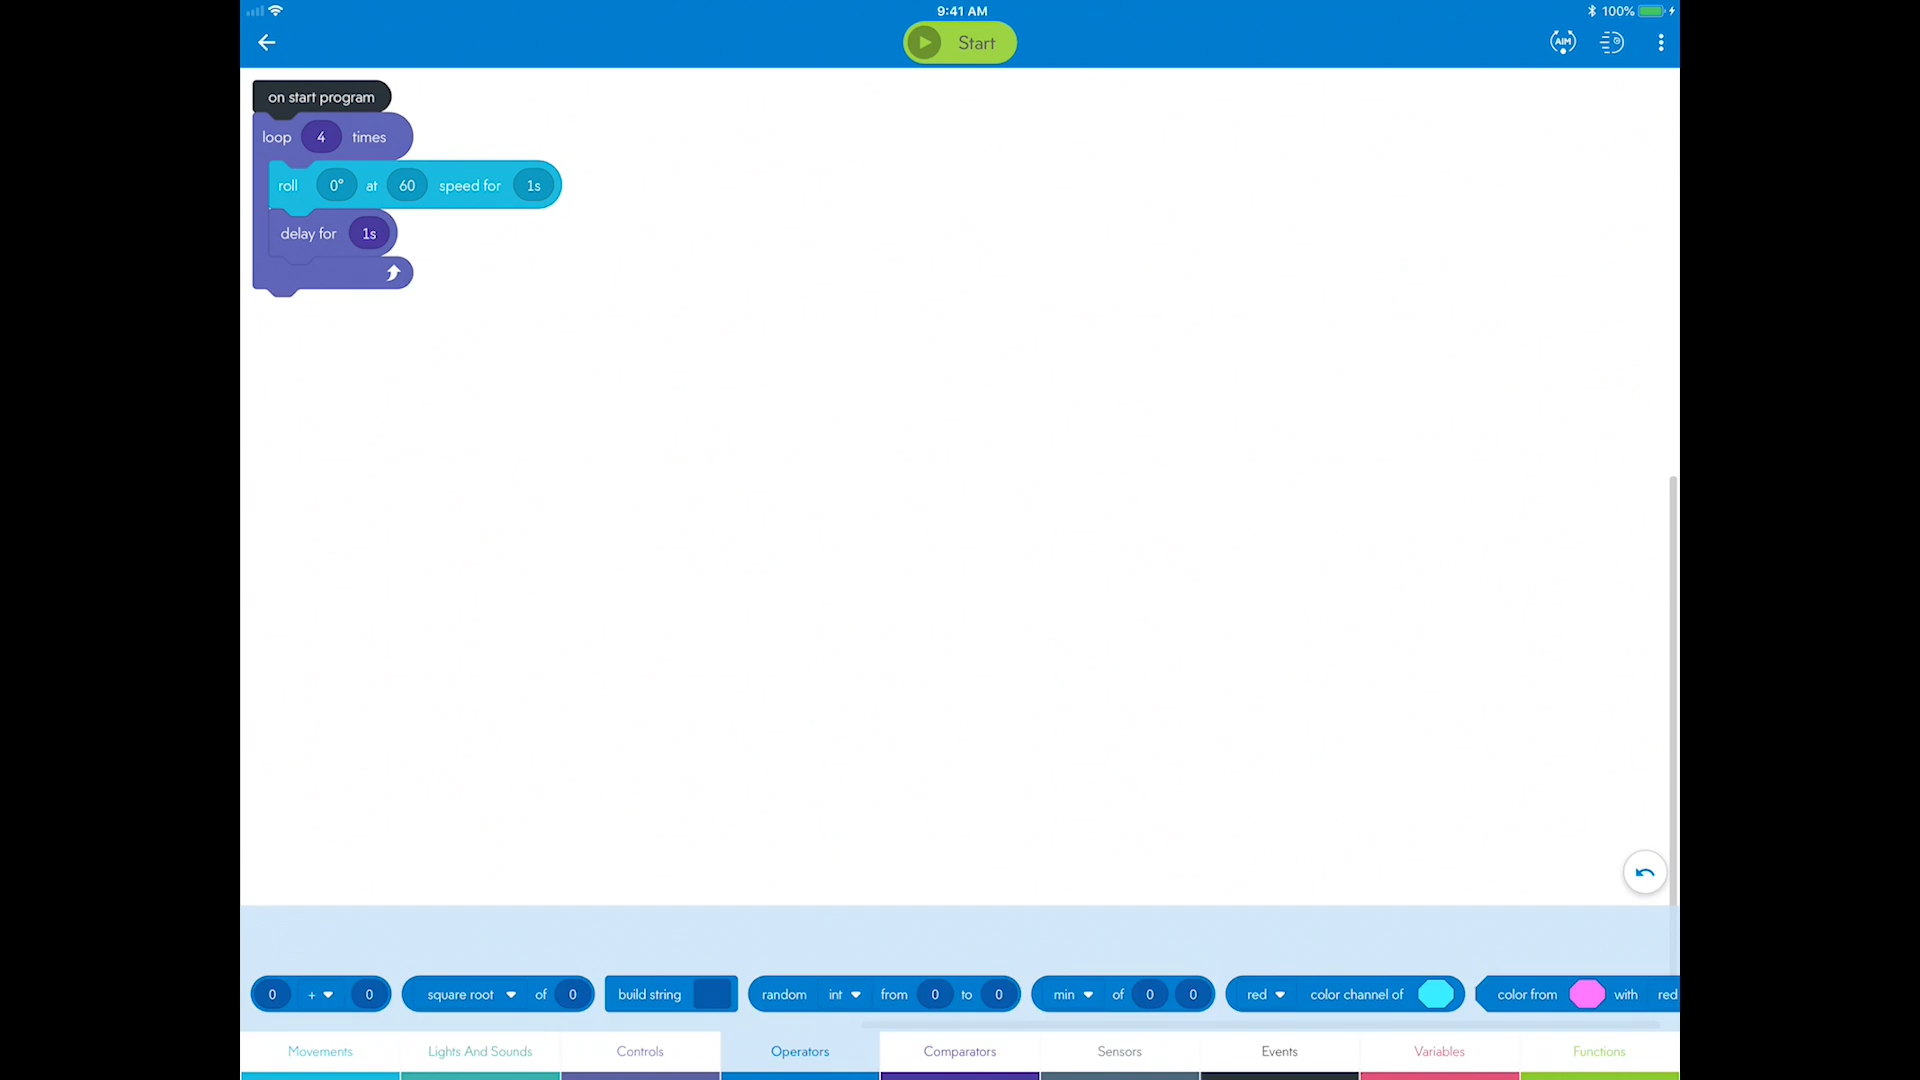 9:41 AM
100%
Start
AIM
on start program
loop 4 times
roll 0° at 60 speed for 1s
delay for 1s
0 + 0
square root of 0
build string
random int from 0 to 0
min of 0 0
red color channel of
color from with red
Movements
Lights And Sounds
Controls
Operators
Comparators
Sensors
Events
Variables
Functions